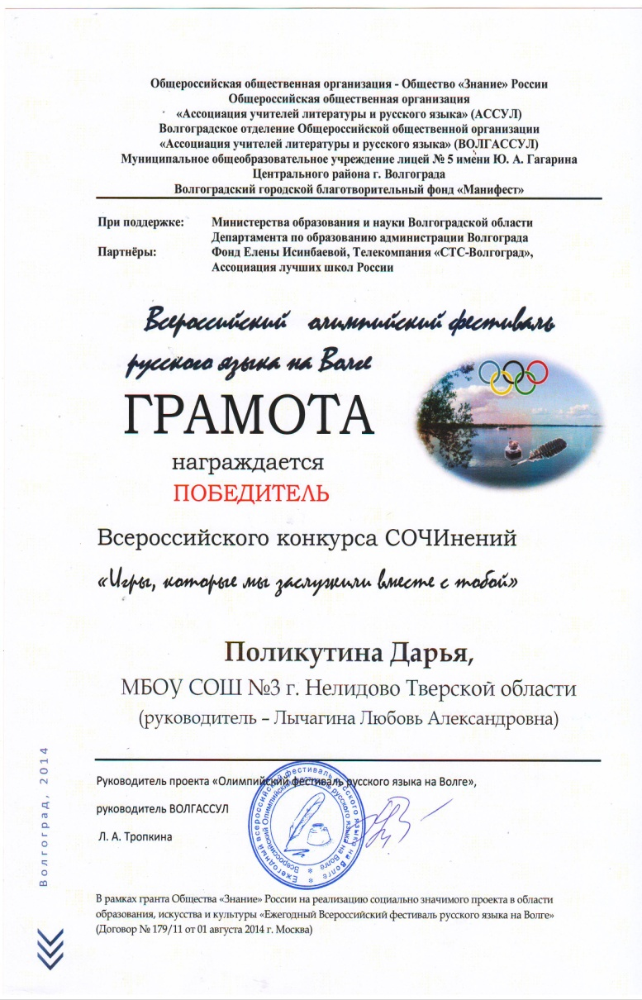 Общероссийская общественная организация - Общество «Знание» России
Общероссийская общественная организация
«Ассоциация учителей литературы и русского языка» (АССУЛ)
Волгоградское отделение Общероссийской общественной организации
«Ассоциация учителей литературы и русского языка» (ВОЛГАССУЛ)
Муниципальное общеобразовательное учреждение лицей № 5 имени Ю. А. Гагарина
Центрального района г. Волгограда
Волгоградский городской благотворительный фонд «Манифест»
При поддержке: Министерства образования и науки Волгоградской области
Департамента по образованию администрации Волгограда
Партнёры: Фонд Елены Исинбаевой, Телекомпания «СТС-Волгоград»,
Ассоциация лучших школ России
Всероссийский олимпийский фестиваль
русского языка на Волге
ГРАМОТА
награждается
ПОБЕДИТЕЛЬ
Всероссийского конкурса СОЧИнений
«Игры, которые мы заслужили вместе с тобой»
Поликутина Дарья,
МБОУ СОШ №3 г. Нелидово Тверской области
(руководитель – Лычагина Любовь Александровна)
Руководитель проекта «Олимпийский фестиваль русского языка на Волге»,
руководитель ВОЛГАССУЛ
Л. А. Тропкина
Ежегодный всероссийский фестиваль русского языка на Волге
Всероссийский Олимпийский фестиваль русского языка на Волге
В рамках гранта Общества «Знание» России на реализацию социально значимого проекта в области
образования, искусства и культуры «Ежегодный Всероссийский фестиваль русского языка на Волге»
(Договор № 179/11 от 01 августа 2014 г. Москва)
Волгоград, 2014